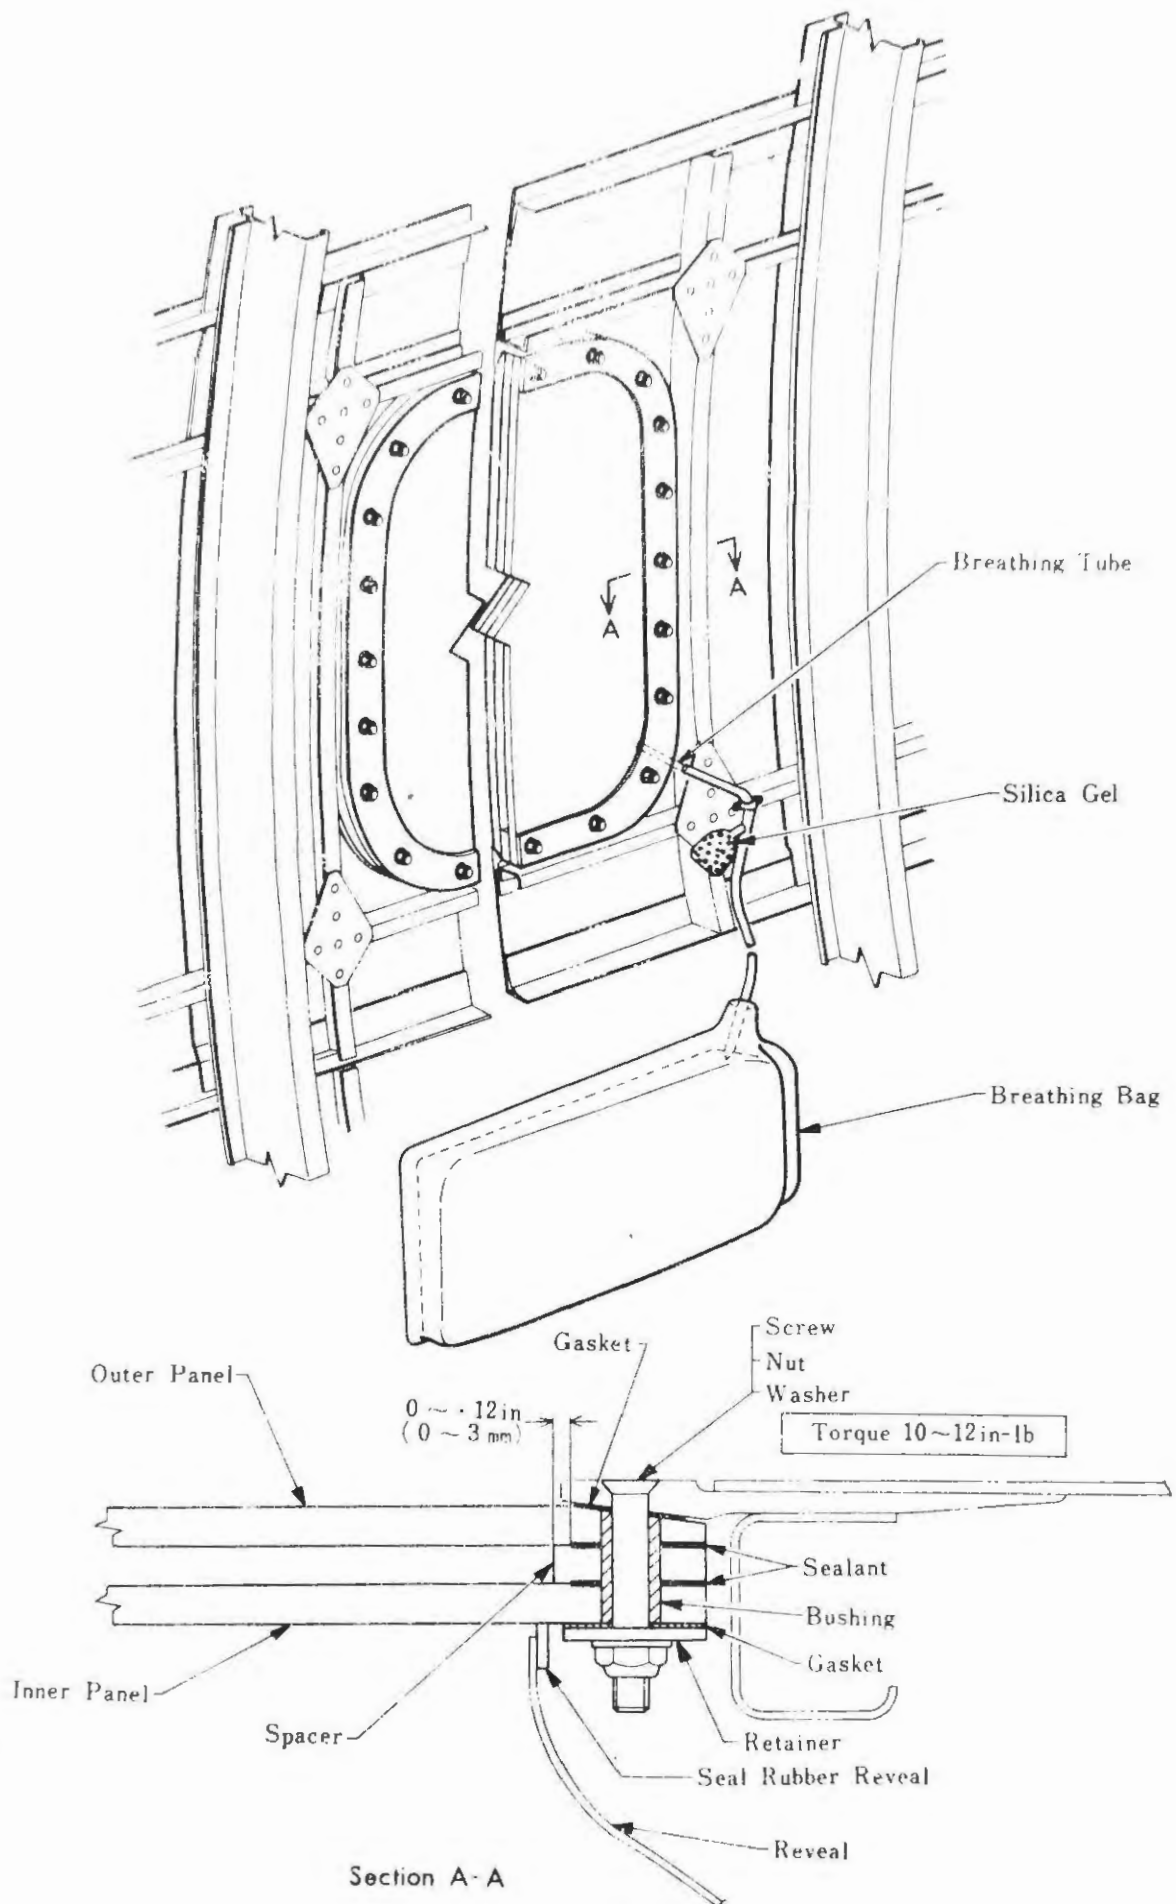 A
A
Breathing Tube
Silica Gel
Breathing Bag
Screw
Nut
Washer
Gasket
Outer Panel
0 ~ .12in
(0 ~ 3 mm)
Torque 10~12in-lb
Sealant
Bushing
Gasket
Inner Panel
Spacer
Retainer
Seal Rubber Reveal
Reveal
Section A-A